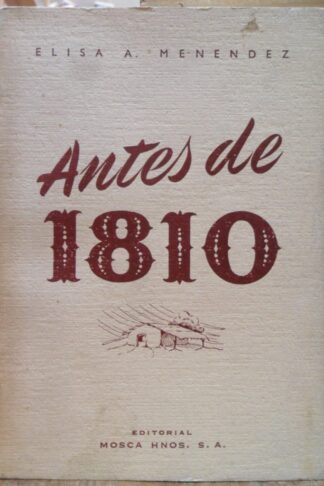 ELISA A. MENENDEZ
Antes de
1810
EDITORIAL
MOSCA HNOS. S. A.